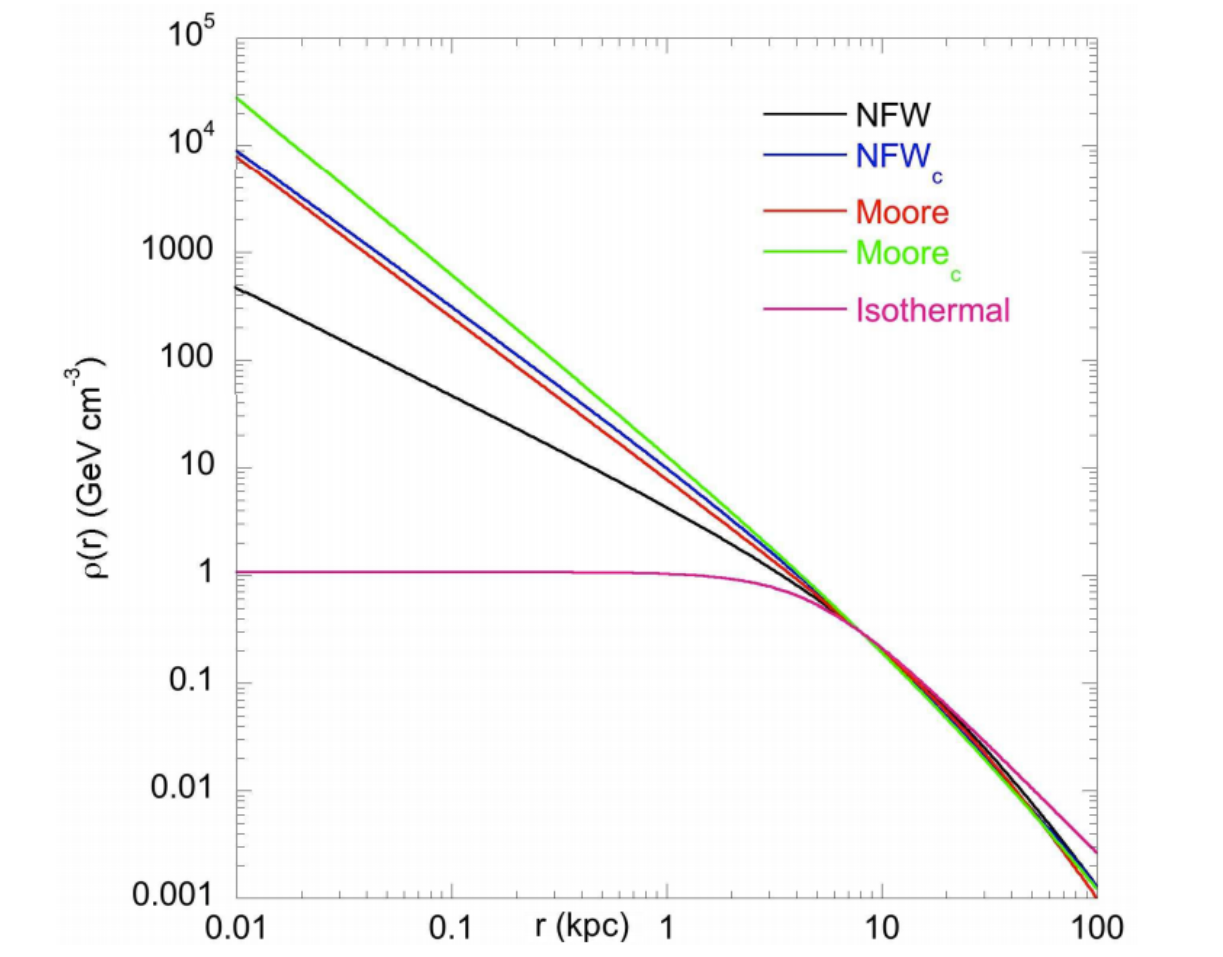 10^5
10^4
1000
100
10
1
0.1
0.01
0.001
ρ(r) (GeV cm^-3)
NFW
NFW_c
Moore
Moore_c
Isothermal
0.01 0.1 r (kpc) 1 10 100